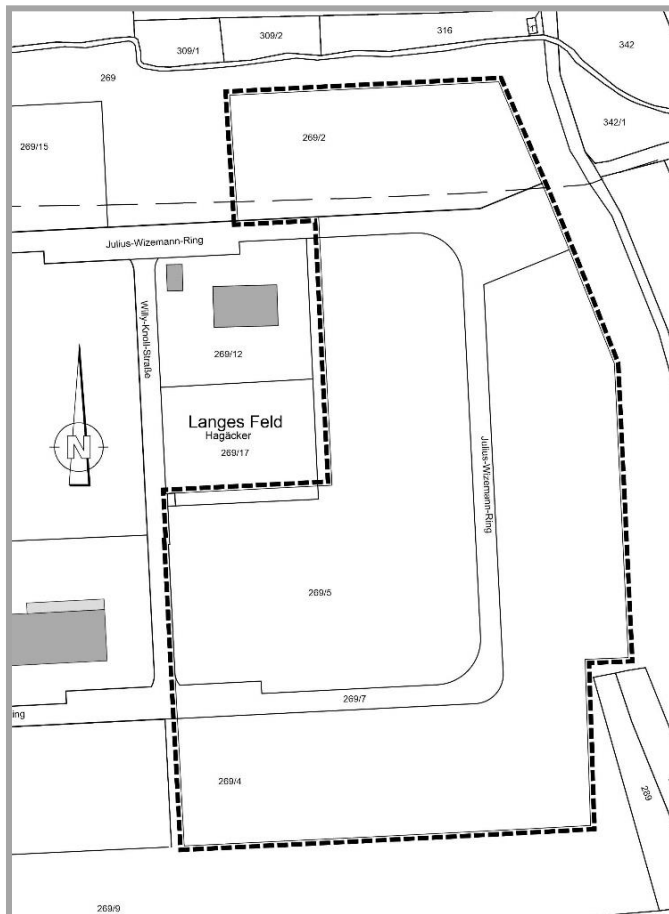 309/1
309/2
316
342
269
342/1
269/2
269/15
Julius-Wizemann-Ring
Willy-Knoll-Straße
269/12
Langes Feld
Hagäcker
269/17
N
Julius-Wizemann-Ring
269/5
269/7
ing
269/4
289
269/9